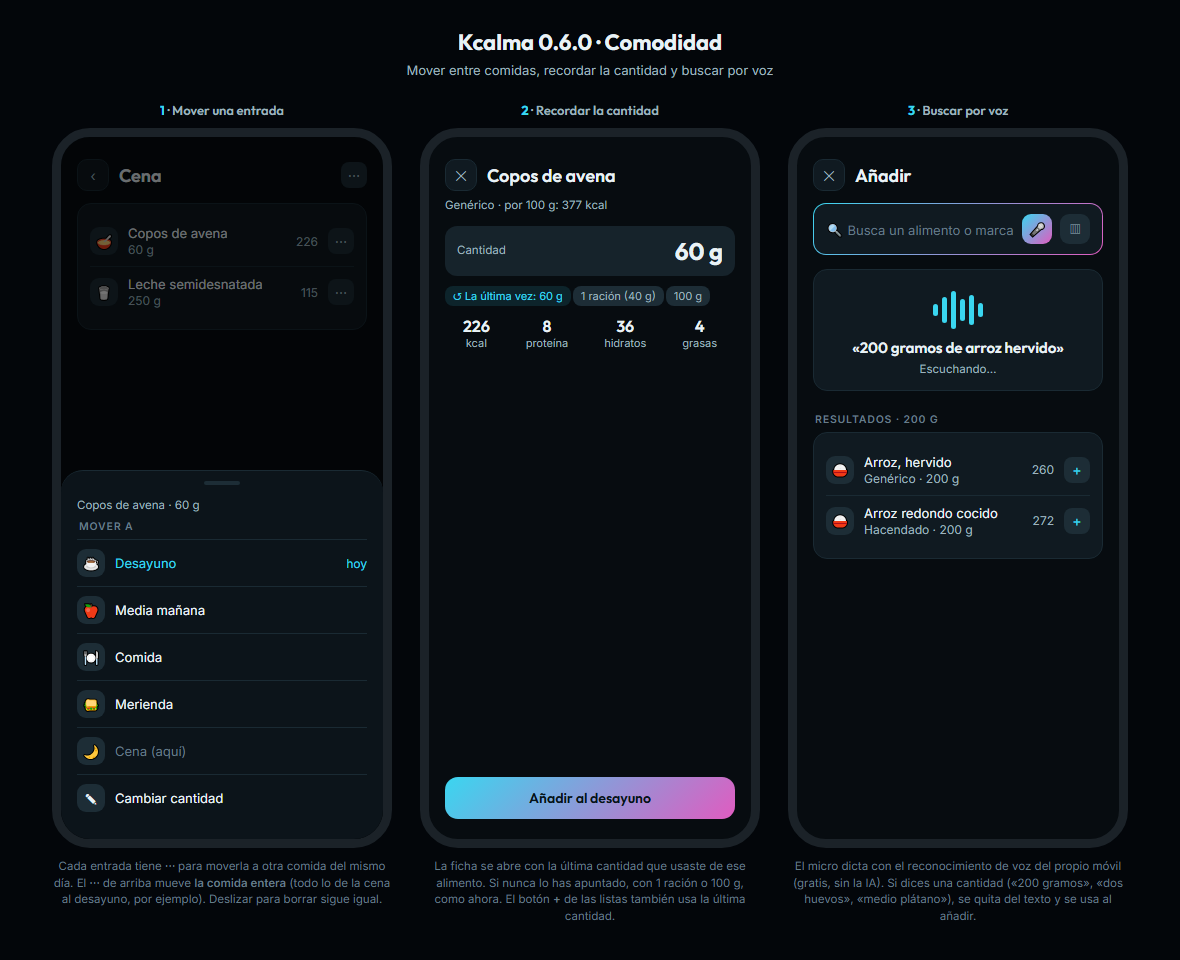 Kcalma 0.6.0 · Comodidad
Mover entre comidas, recordar la cantidad y buscar por voz
1 · Mover una entrada
Cena
Copos de avena
60 g
226
Leche semidesnatada
250 g
115
Copos de avena · 60 g
MOVER A
Desayuno
hoy
Media mañana
Comida
Merienda
Cena (aquí)
Cambiar cantidad
Cada entrada tiene ··· para moverla a otra comida del mismo
día. El ··· de arriba mueve la comida entera (todo lo de la cena
al desayuno, por ejemplo). Deslizar para borrar sigue igual.
2 · Recordar la cantidad
Copos de avena
Genérico · por 100 g: 377 kcal
Cantidad
60 g
↺ La última vez: 60 g
1 ración (40 g)
100 g
226
kcal
8
proteína
36
hidratos
4
grasas
Añadir al desayuno
La ficha se abre con la última cantidad que usaste de ese
alimento. Si nunca lo has apuntado, con 1 ración o 100 g,
como ahora. El botón + de las listas también usa la última
cantidad.
3 · Buscar por voz
Añadir
Busca un alimento o marca
«200 gramos de arroz hervido»
Escuchando...
RESULTADOS · 200 G
Arroz, hervido
Genérico · 200 g
260
+
Arroz redondo cocido
Hacendado · 200 g
272
+
El micro dicta con el reconocimiento de voz del propio móvil
(gratis, sin la IA). Si dices una cantidad («200 gramos», «dos
huevos», «medio plátano»), se quita del texto y se usa al
añadir.